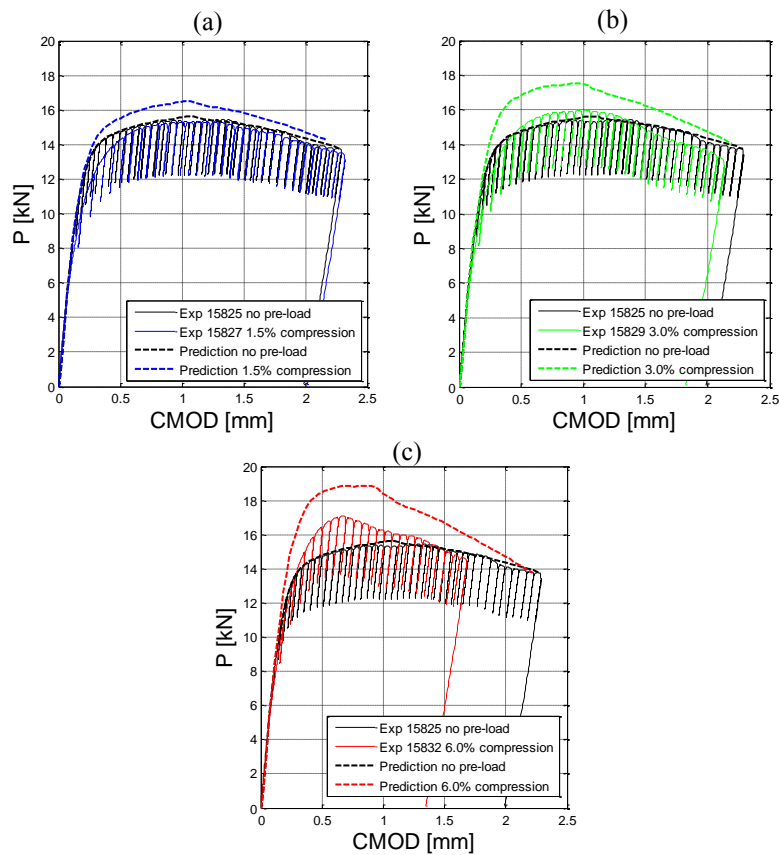 (a)
20
18
16
14
12
10
8
6
4
2
0
P [kN]
Exp 15825 no pre-load
Exp 15827 1.5% compression
Prediction no pre-load
Prediction 1.5% compression
0 0.5 1 1.5 2 2.5
CMOD [mm]
(b)
20
18
16
14
12
10
8
6
4
2
0
P [kN]
Exp 15825 no pre-load
Exp 15829 3.0% compression
Prediction no pre-load
Prediction 3.0% compression
0 0.5 1 1.5 2 2.5
CMOD [mm]
(c)
20
18
16
14
12
10
8
6
4
2
0
P [kN]
Exp 15825 no pre-load
Exp 15832 6.0% compression
Prediction no pre-load
Prediction 6.0% compression
0 0.5 1 1.5 2 2.5
CMOD [mm]